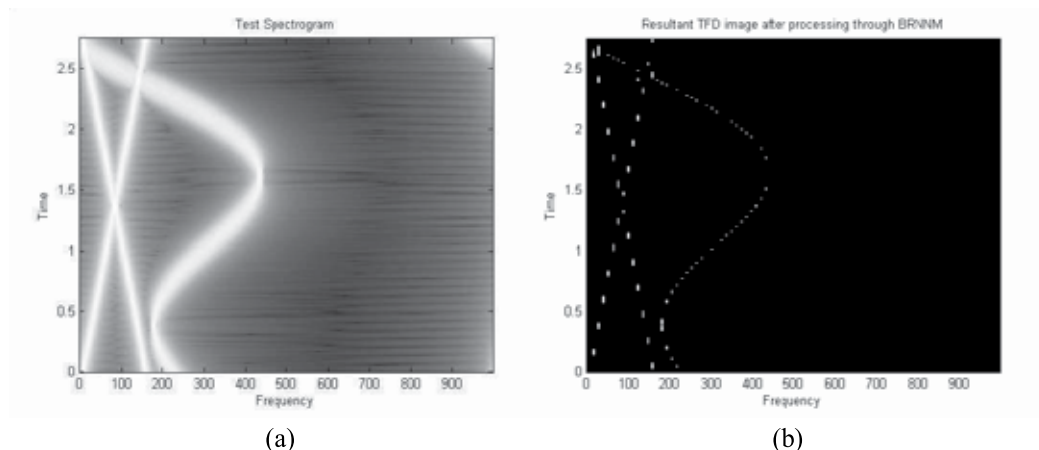 Test Spectrogram
2.5
2
1.5
1
0.5
0
Time
0 100 200 300 400 500 600 700 800 900
Frequency
(a)
Resultant TFD image after processing through BRNNM
2.5
2
1.5
1
0.5
0
Time
0 100 200 300 400 500 600 700 800 900
Frequency
(b)